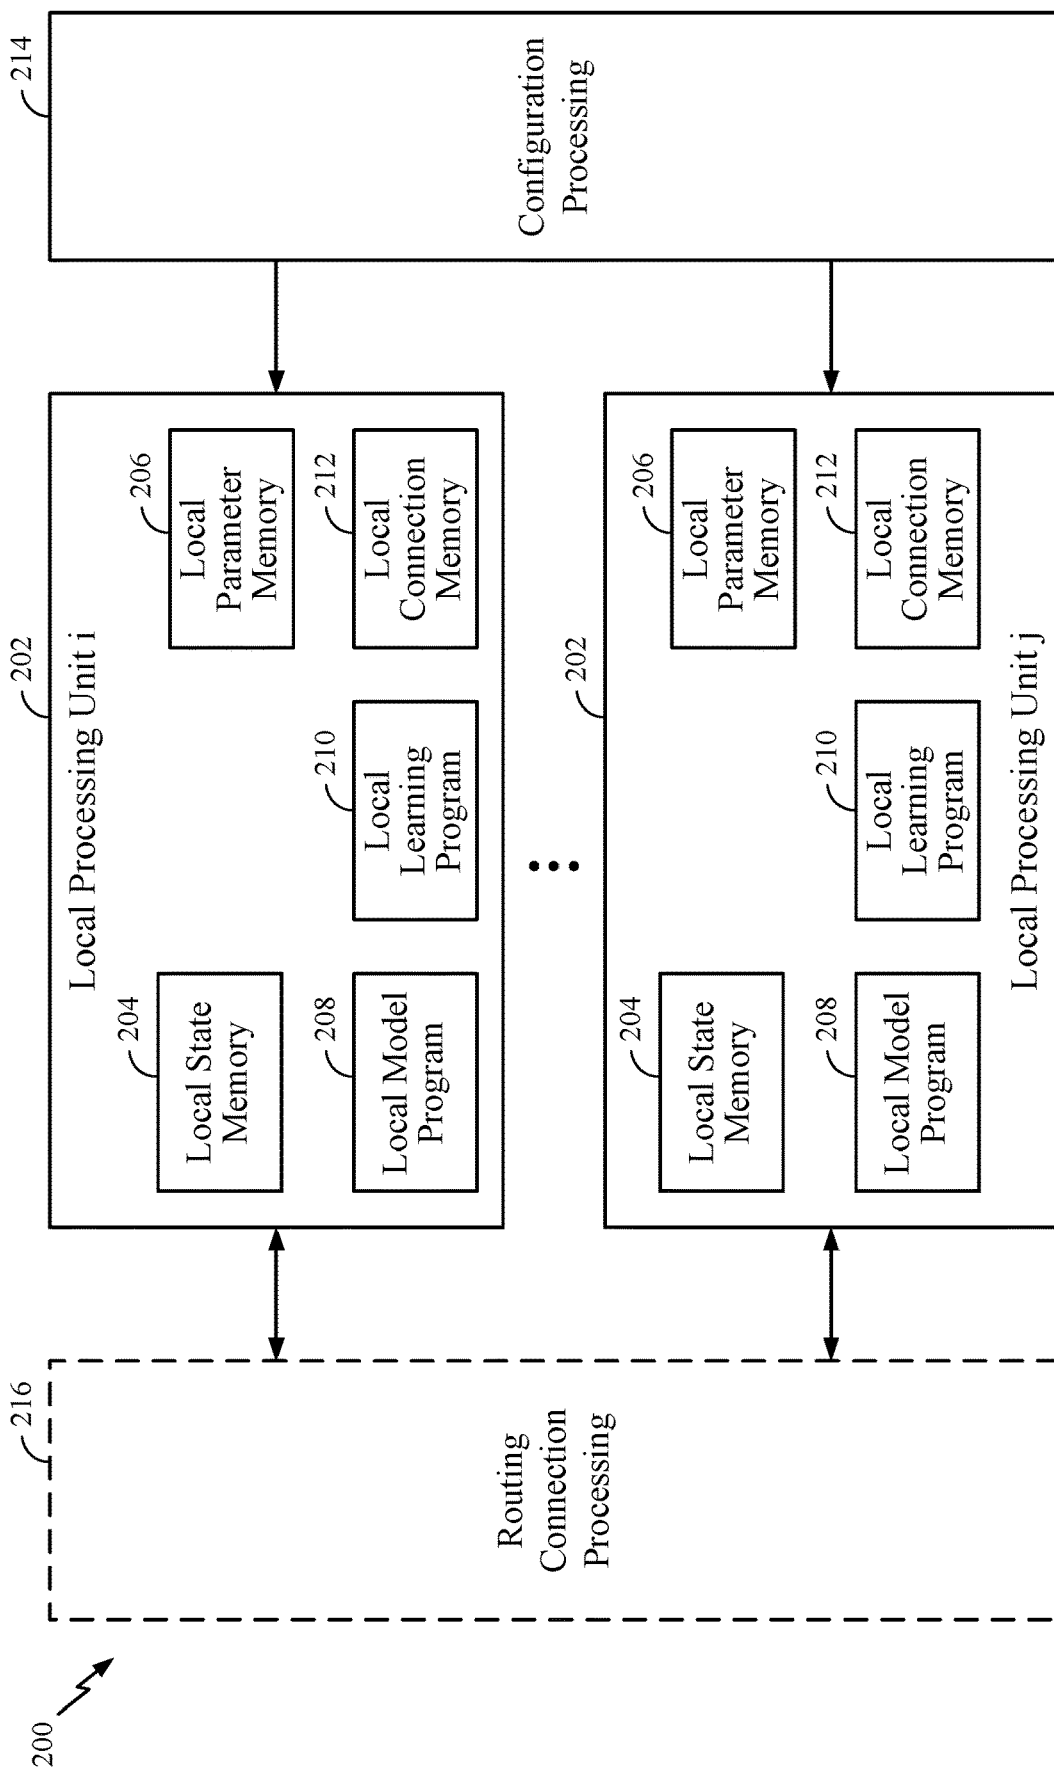 200
216
Routing
Connection
Processing
202
Local Processing Unit i
204
Local State
Memory
206
Local
Parameter
Memory
208
Local Model
Program
210
Local
Learning
Program
212
Local
Connection
Memory
202
204
Local State
Memory
206
Local
Parameter
Memory
208
Local Model
Program
210
Local
Learning
Program
212
Local
Connection
Memory
Local Processing Unit j
214
Configuration
Processing